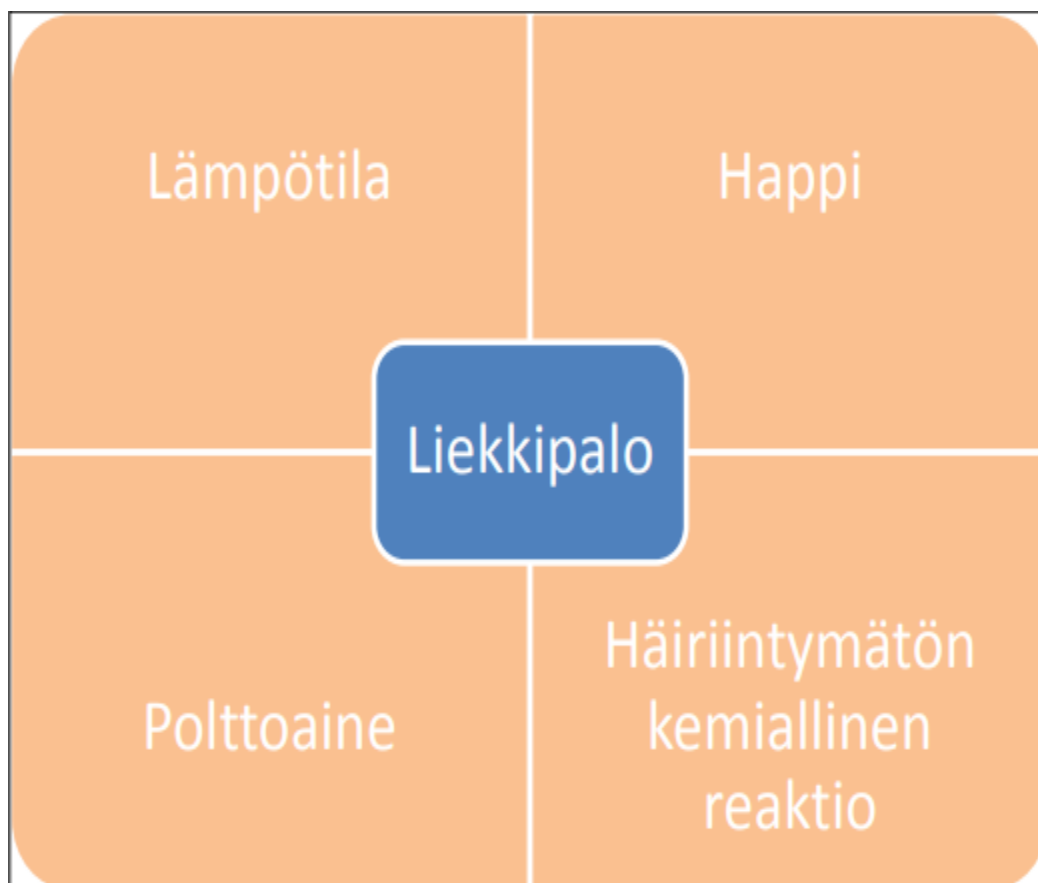 Lämpötila
Happi
Liekkipalo
Polttoaine
Häiriintymätön
kemiallinen
reaktio